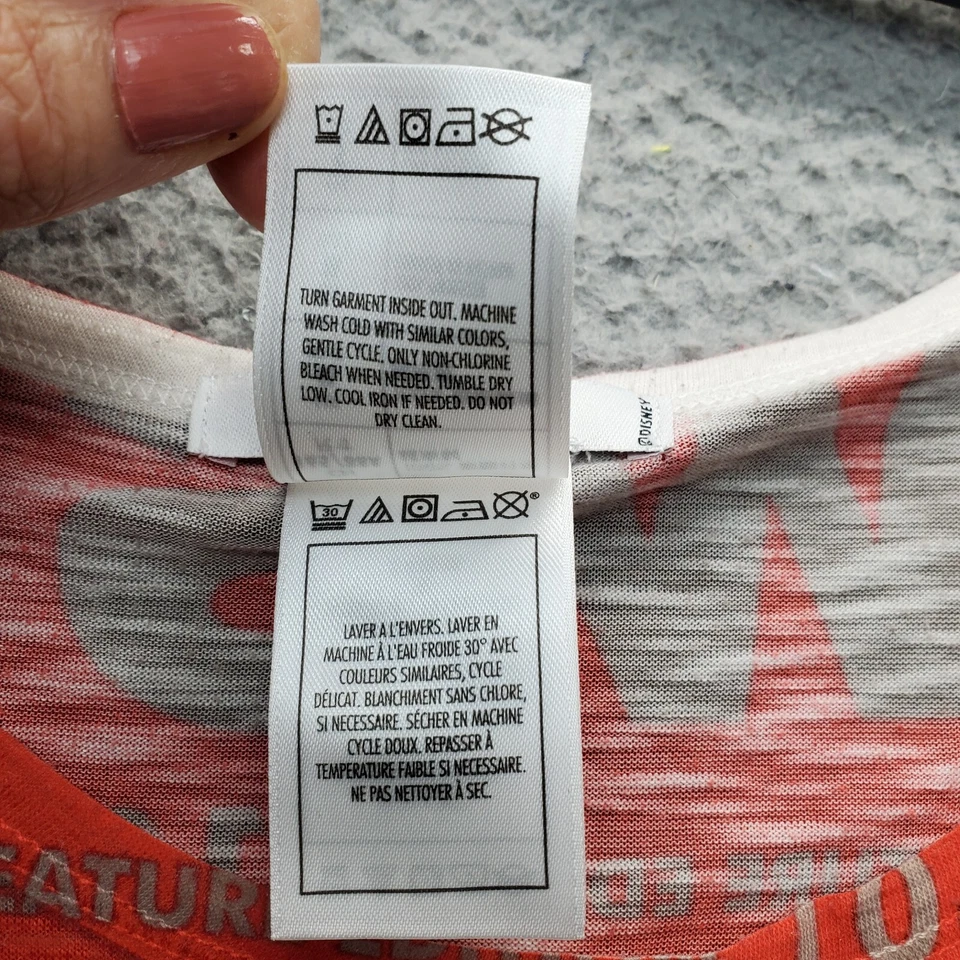 TURN GARMENT INSIDE OUT. MACHINE
WASH COLD WITH SIMILAR COLORS,
GENTLE CYCLE. ONLY NON-CHLORINE
BLEACH WHEN NEEDED. TUMBLE DRY
LOW. COOL IRON IF NEEDED. DO NOT
DRY CLEAN.
©DISNEY
30
®
LAVER A L'ENVERS. LAVER EN
MACHINE À L'EAU FROIDE 30° AVEC
COULEURS SIMILAIRES, CYCLE
DÉLICAT. BLANCHIMENT SANS CHLORE,
SI NECESSAIRE. SÉCHER EN MACHINE
CYCLE DOUX. REPASSER À
TEMPERATURE FAIBLE SI NECESSAIRE.
NE PAS NETTOYER À SEC.